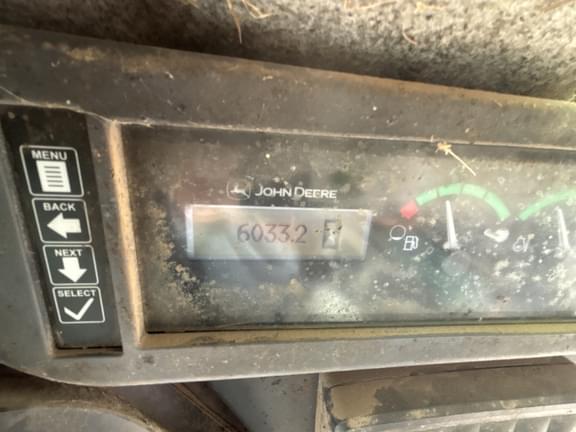 MENU
BACK
NEXT
SELECT
JOHN DEERE
6033.2